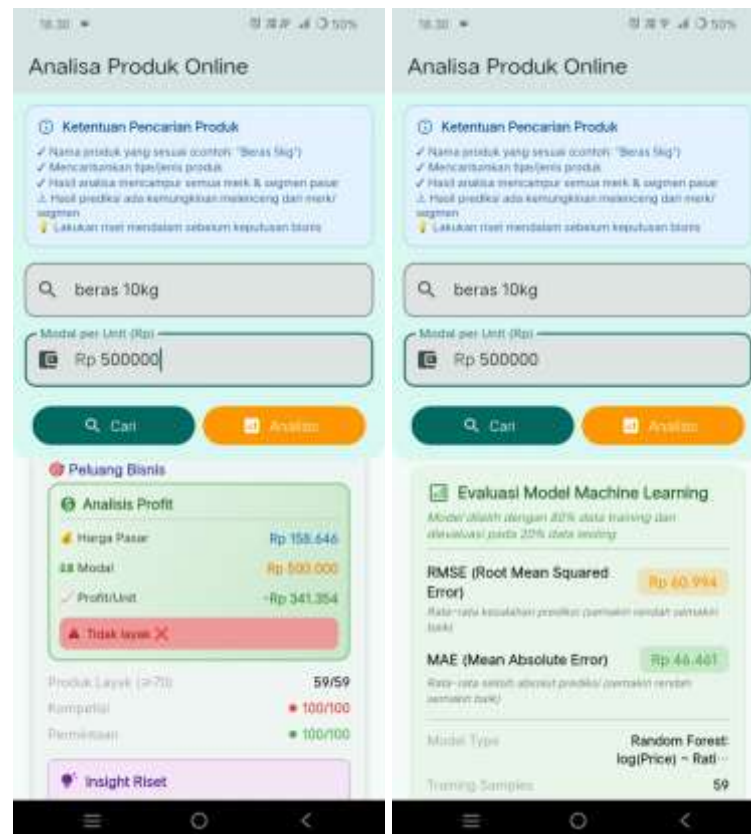 18.30
50%
Analisa Produk Online
Ketentuan Pencarian Produk
✓ Nama produk yang sesuai (contoh: "Beras 5kg")
✓ Mencantumkan tipe/jenis produk
✓ Hasil analisa mencampur semua merk & segmen pasar
⚠ Hasil prediksi ada kemungkinan melenceng dari merk/
segmen
💡 Lakukan riset mendalam sebelum keputusan bisnis
beras 10kg
Modal per Unit (Rp)
Rp 500000
Cari
Analisis
🎯 Peluang Bisnis
Analisis Profit
Harga Pasar Rp 158.646
Modal Rp 500.000
Profit/Unit -Rp 341.354
Tidak layak ❌
Produk Layak (≥70) 59/59
Kompetisi 100/100
Permintaan 100/100
Insight Riset
18.30
50%
Analisa Produk Online
Ketentuan Pencarian Produk
✓ Nama produk yang sesuai (contoh: "Beras 5kg")
✓ Mencantumkan tipe/jenis produk
✓ Hasil analisa mencampur semua merk & segmen pasar
⚠ Hasil prediksi ada kemungkinan melenceng dari merk/
segmen
💡 Lakukan riset mendalam sebelum keputusan bisnis
beras 10kg
Modal per Unit (Rp)
Rp 500000
Cari
Analisis
Evaluasi Model Machine Learning
Model dilatih dengan 80% data training dan
dievaluasi pada 20% data testing
RMSE (Root Mean Squared
Error) Rp 60.994
Rata-rata kesalahan prediksi (semakin rendah semakin
baik)
MAE (Mean Absolute Error) Rp 46.461
Rata-rata selisih absolut prediksi (semakin rendah
semakin baik)
Model Type Random Forest:
log(Price) ~ Rati...
Training Samples 59